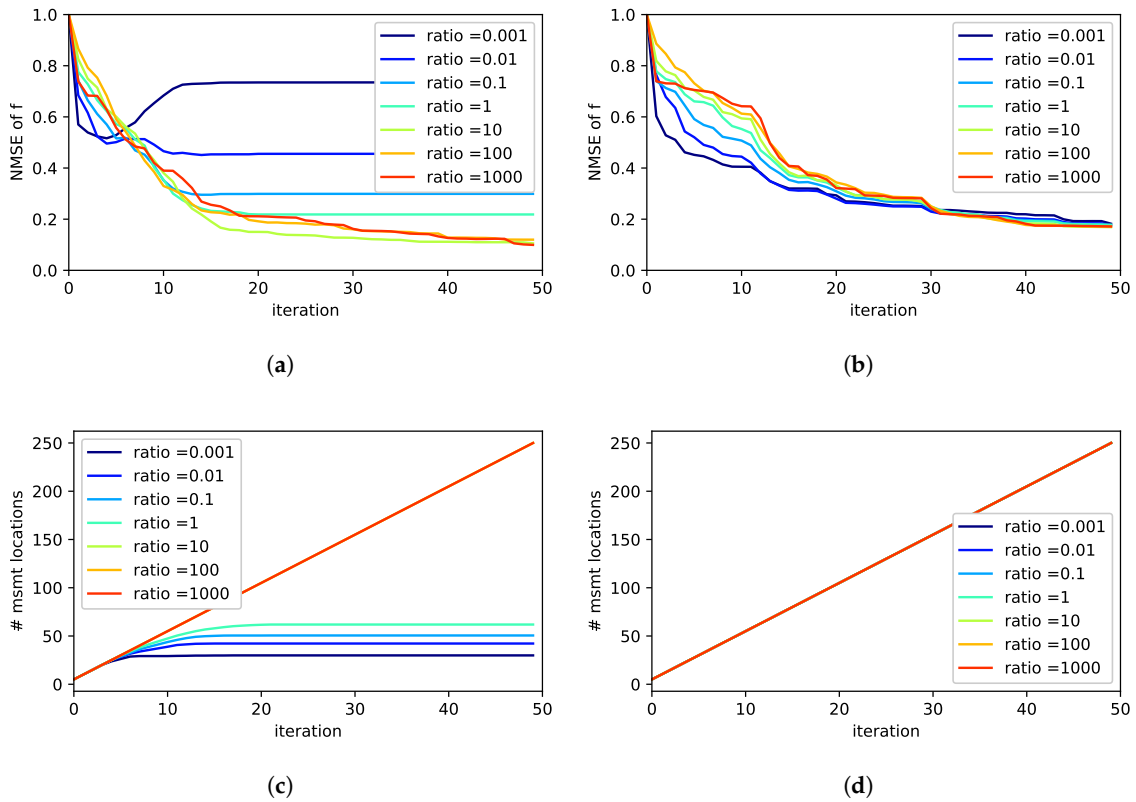 1.0
0.8
0.6
0.4
0.2
0.0
NMSE of f
0
10
20
30
40
50
iteration
ratio =0.001
ratio =0.01
ratio =0.1
ratio =1
ratio =10
ratio =100
ratio =1000
(a)
1.0
0.8
0.6
0.4
0.2
0.0
NMSE of f
0
10
20
30
40
50
iteration
ratio =0.001
ratio =0.01
ratio =0.1
ratio =1
ratio =10
ratio =100
ratio =1000
(b)
250
200
150
100
50
0
# msmt locations
0
10
20
30
40
50
iteration
ratio =0.001
ratio =0.01
ratio =0.1
ratio =1
ratio =10
ratio =100
ratio =1000
(c)
250
200
150
100
50
0
# msmt locations
0
10
20
30
40
50
iteration
ratio =0.001
ratio =0.01
ratio =0.1
ratio =1
ratio =10
ratio =100
ratio =1000
(d)